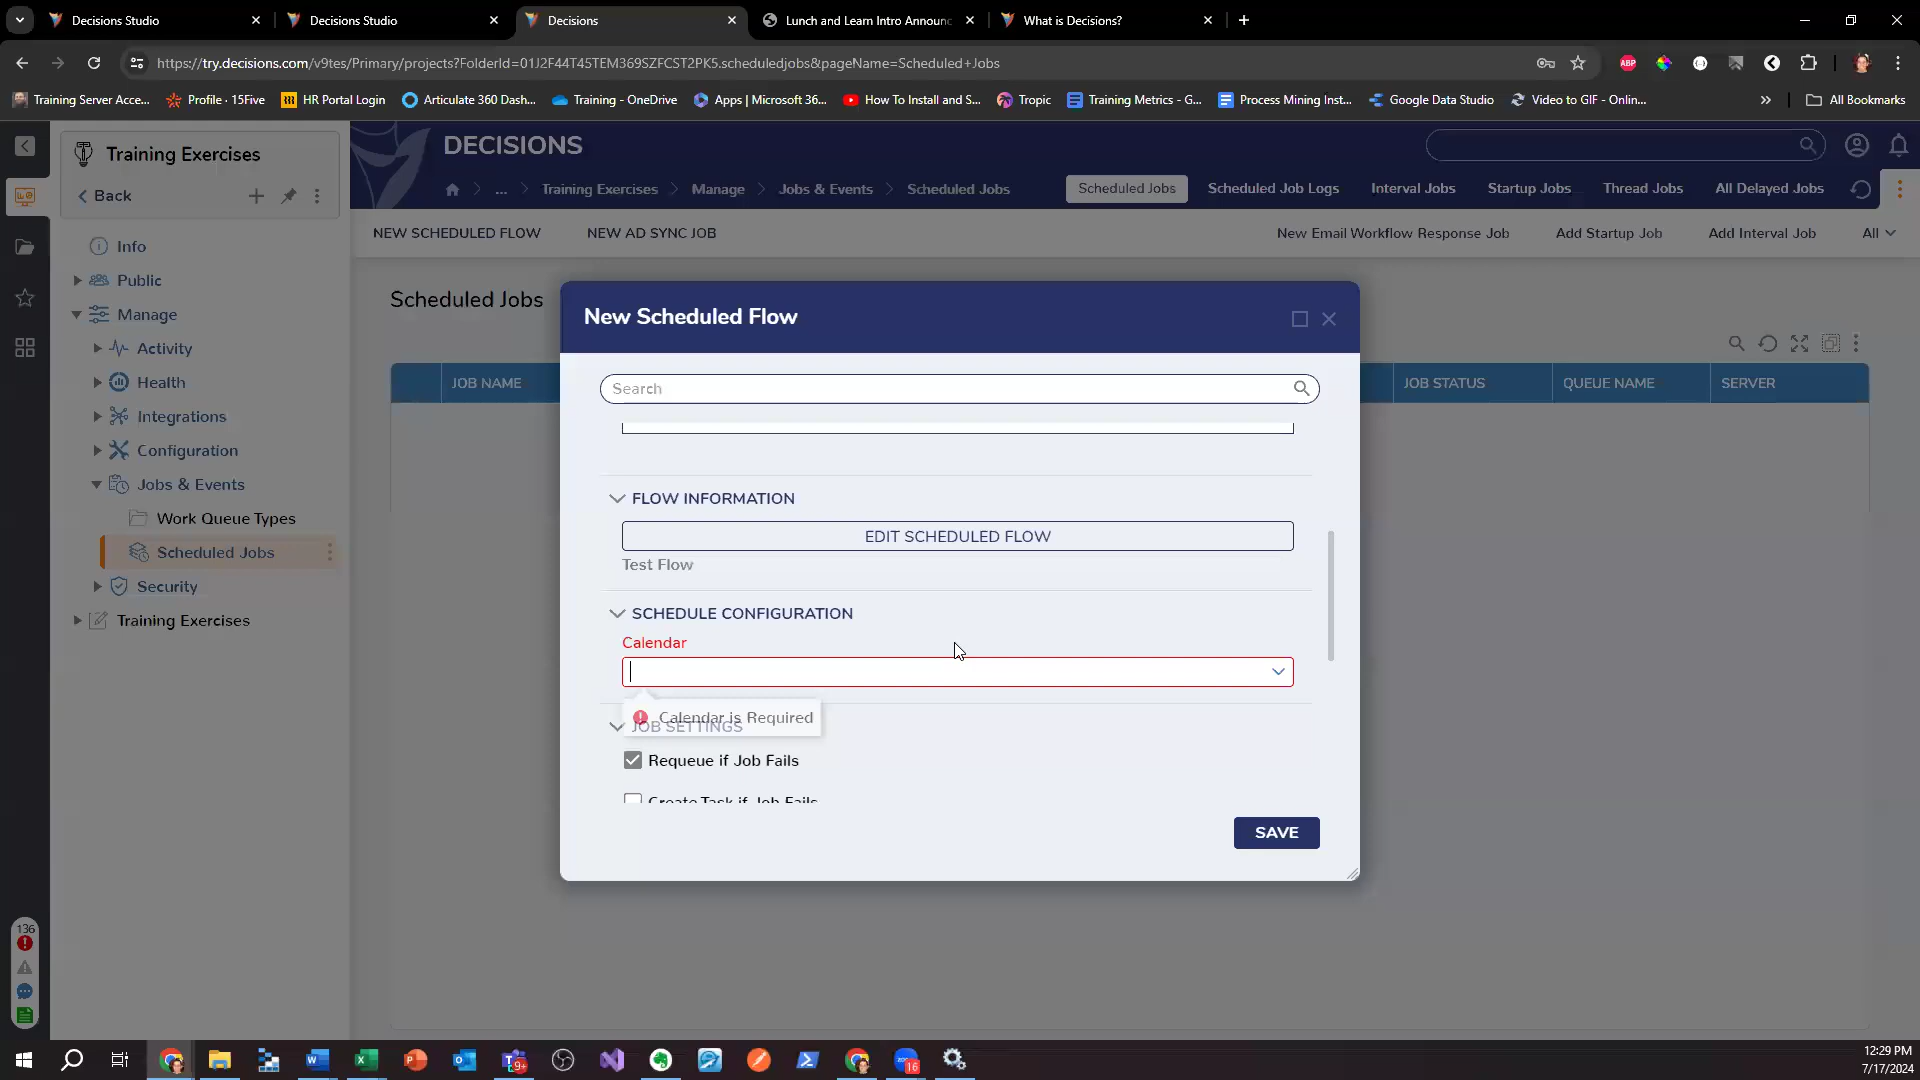 Decisions Studio
Decisions Studio
Decisions
Lunch and Learn Intro Announc
What is Decisions?
https://try.decisions.com/v9tes/Primary/projects?FolderId=01J2F44T45TEM369SZFCST2PK5.scheduledjobs&pageName=Scheduled+Jobs
ABP
Training Server Acce...
Profile · 15Five
HR Portal Login
Articulate 360 Dash...
Training - OneDrive
Apps | Microsoft 36...
How To Install and S...
Tropic
Training Metrics - G...
Process Mining Inst...
Google Data Studio
Video to GIF - Onlin...
All Bookmarks
Training Exercises
Back
Info
Public
Manage
Activity
Health
Integrations
Configuration
Jobs & Events
Work Queue Types
Scheduled Jobs
Security
Training Exercises
136
DECISIONS
... Training Exercises Manage Jobs & Events Scheduled Jobs
Scheduled Jobs Scheduled Job Logs Interval Jobs Startup Jobs Thread Jobs All Delayed Jobs
NEW SCHEDULED FLOW NEW AD SYNC JOB New Email Workflow Response Job Add Startup Job Add Interval Job All
Scheduled Jobs
JOB NAME JOB STATUS QUEUE NAME SERVER
New Scheduled Flow
Search
FLOW INFORMATION
EDIT SCHEDULED FLOW
Test Flow
SCHEDULE CONFIGURATION
Calendar
Calendar is Required
JOB SETTINGS
Requeue if Job Fails
Create Task if Job Fails
SAVE
9+
16
12:29 PM
7/17/2024